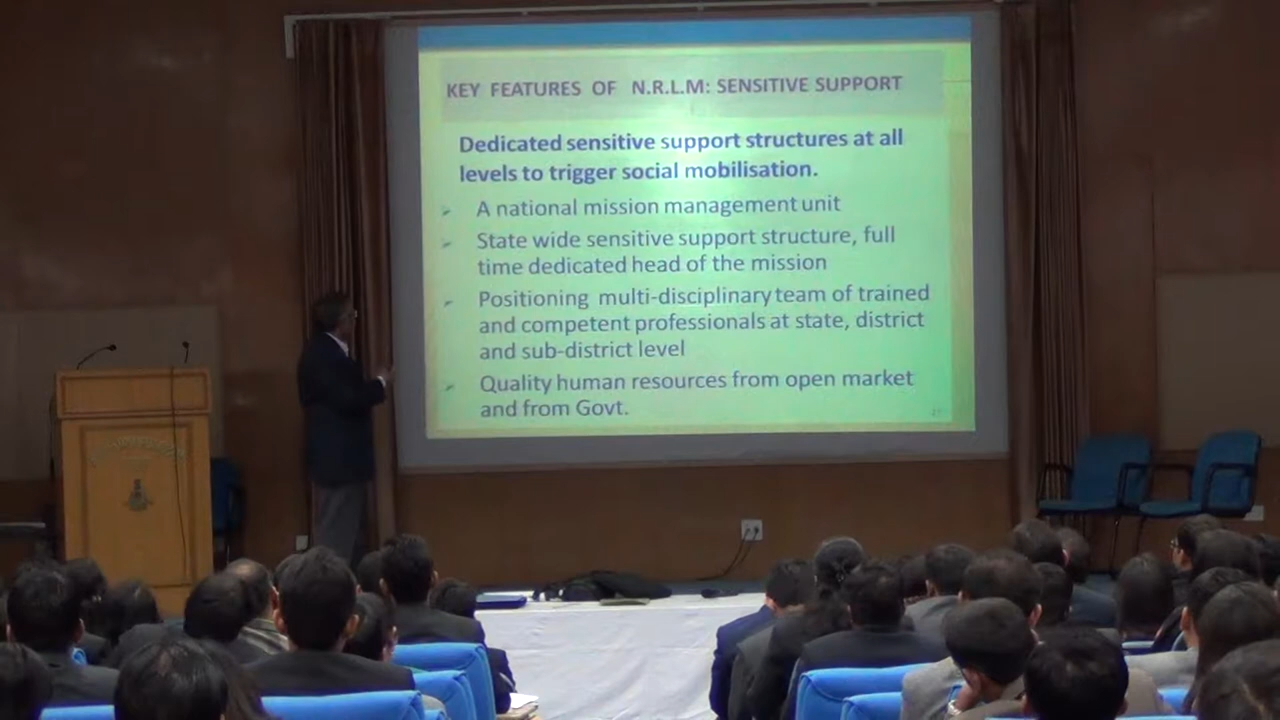 KEY FEATURES OF N.R.L.M: SENSITIVE SUPPORT
Dedicated sensitive support structures at all
levels to trigger social mobilisation.
A national mission management unit
State wide sensitive support structure, full
time dedicated head of the mission
Positioning multi-disciplinary team of trained
and competent professionals at state, district
and sub-district level
Quality human resources from open market
and from Govt.